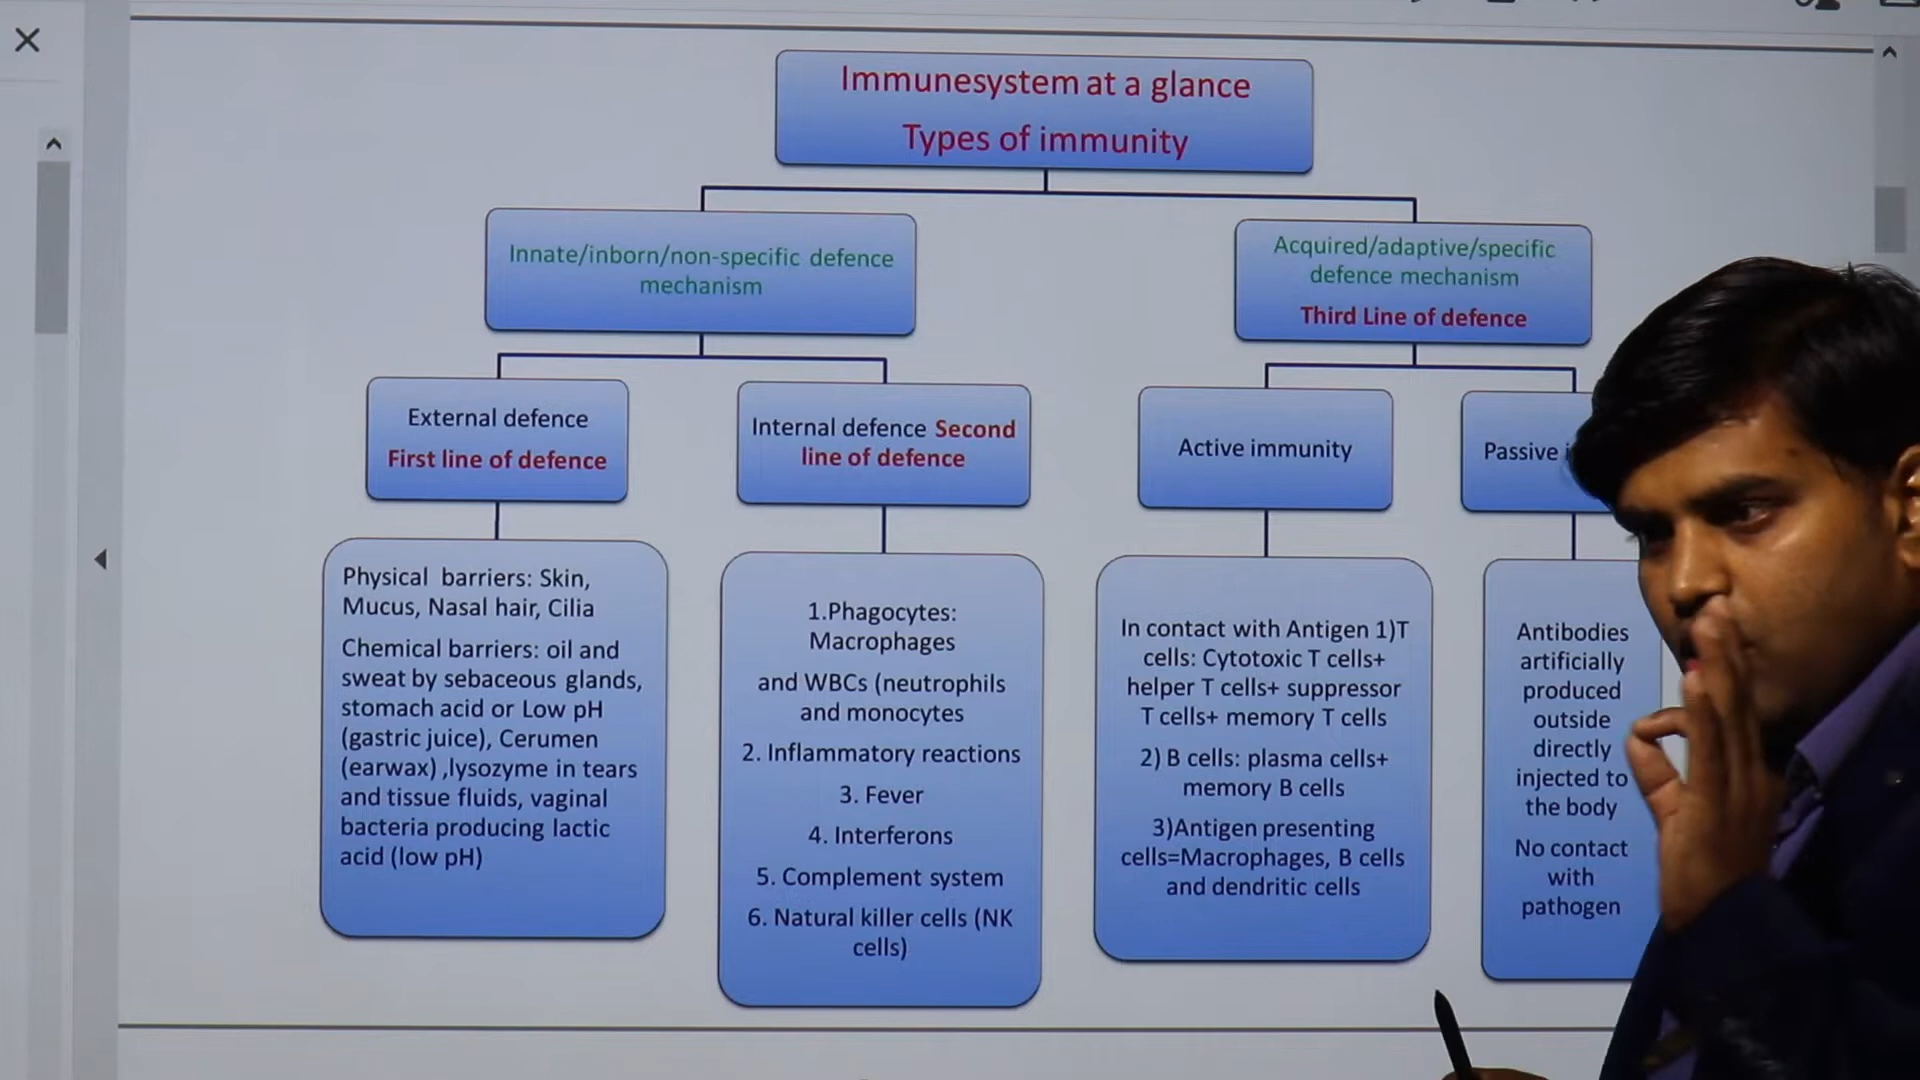 Immunesystem at a glance
Types of immunity
Innate/inborn/non-specific defence
mechanism
Acquired/adaptive/specific
defence mechanism
Third Line of defence
External defence
First line of defence
Internal defence Second
line of defence
Active immunity
Passive
Physical barriers: Skin,
Mucus, Nasal hair, Cilia
Chemical barriers: oil and
sweat by sebaceous glands,
stomach acid or Low pH
(gastric juice), Cerumen
(earwax) ,lysozyme in tears
and tissue fluids, vaginal
bacteria producing lactic
acid (low pH)
1.Phagocytes:
Macrophages
and WBCs (neutrophils
and monocytes
2. Inflammatory reactions
3. Fever
4. Interferons
5. Complement system
6. Natural killer cells (NK
cells)
In contact with Antigen 1)T
cells: Cytotoxic T cells+
helper T cells+ suppressor
T cells+ memory T cells
2) B cells: plasma cells+
memory B cells
3)Antigen presenting
cells=Macrophages, B cells
and dendritic cells
Antibodies
artificially
produced
outside
directly
injected to
the body
No contact
with
pathogen